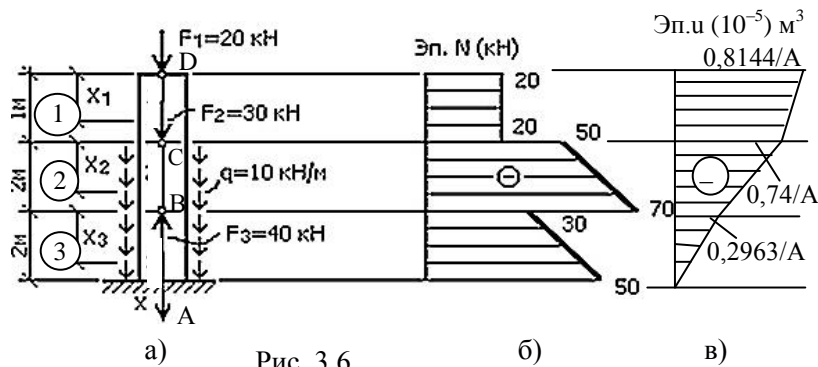 F₁=20 кН
D
Эп. N (кН)
Эп.u (10⁻⁵) м³
0,8144/А
1м
1
X₁
F₂=30 кН
20
20
50
C
2м
2
X₂
q=10 кН/м
–
–
0,74/А
B
70
2м
3
X₃
F₃=40 кН
30
0,2963/А
X
A
50
а)
Рис. 3.6
б)
в)